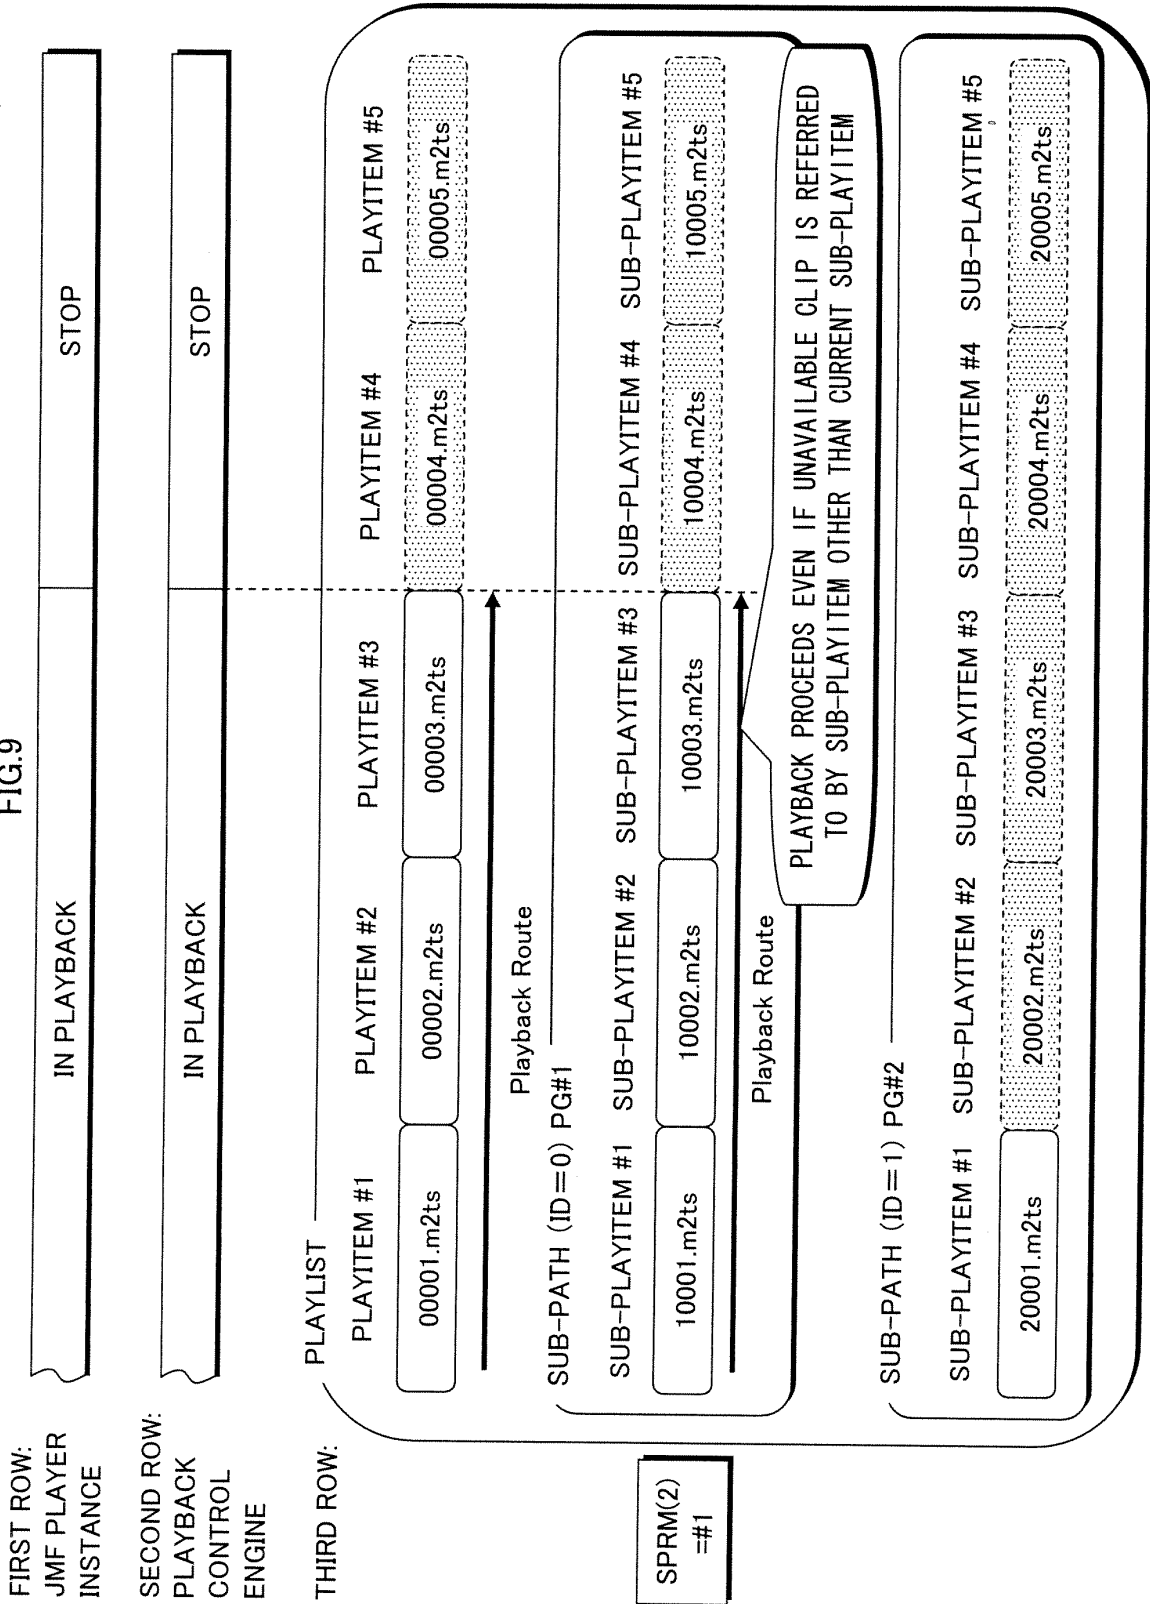 FIG.9
FIRST ROW:
JMF PLAYER
INSTANCE
IN PLAYBACK
STOP
SECOND ROW:
PLAYBACK
CONTROL
ENGINE
IN PLAYBACK
STOP
THIRD ROW:
PLAYLIST
PLAYITEM #1
PLAYITEM #2
PLAYITEM #3
PLAYITEM #4
PLAYITEM #5
00001.m2ts
00002.m2ts
00003.m2ts
00004.m2ts
00005.m2ts
Playback Route
SUB-PATH (ID=0) PG#1
SUB-PLAYITEM #1
SUB-PLAYITEM #2
SUB-PLAYITEM #3
SUB-PLAYITEM #4
SUB-PLAYITEM #5
SPRM(2)
=#1
10001.m2ts
10002.m2ts
10003.m2ts
10004.m2ts
10005.m2ts
Playback Route
PLAYBACK PROCEEDS EVEN IF UNAVAILABLE CLIP IS REFERRED
TO BY SUB-PLAYITEM OTHER THAN CURRENT SUB-PLAYITEM
SUB-PATH (ID=1) PG#2
SUB-PLAYITEM #1
SUB-PLAYITEM #2
SUB-PLAYITEM #3
SUB-PLAYITEM #4
SUB-PLAYITEM #5
20001.m2ts
20002.m2ts
20003.m2ts
20004.m2ts
20005.m2ts